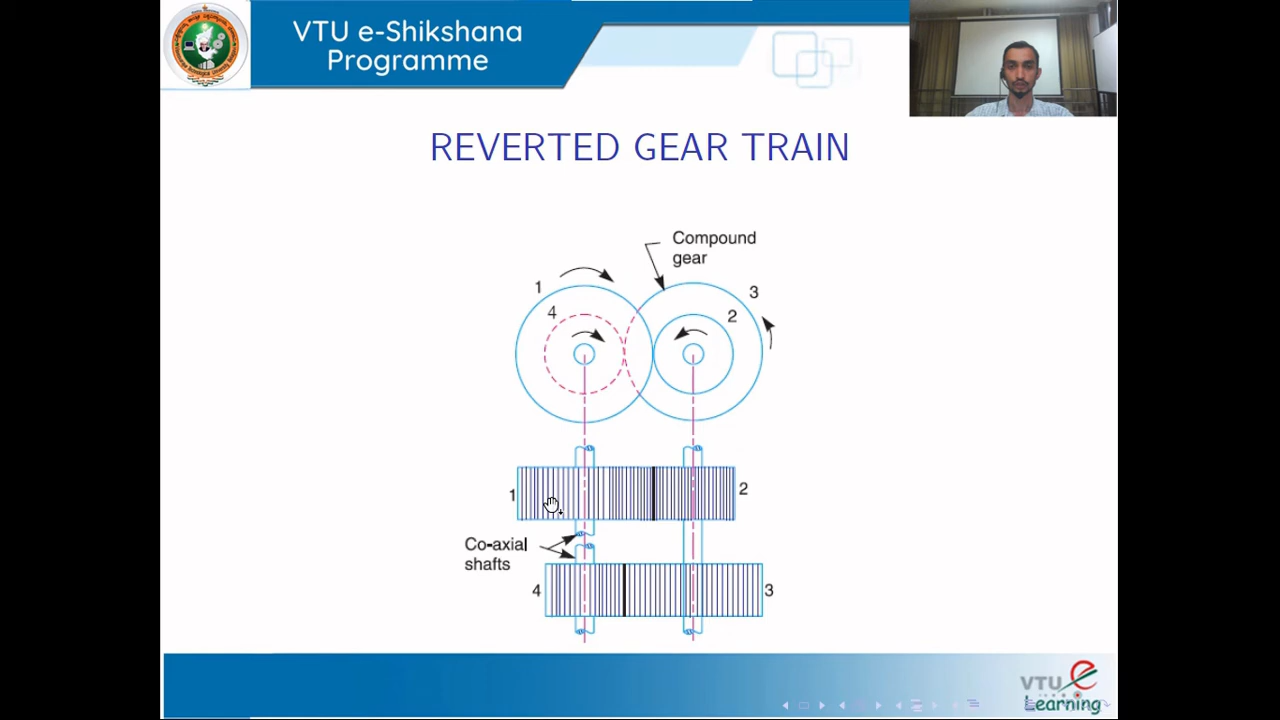 VTU e-Shikshana
Programme
REVERTED GEAR TRAIN
Compound
gear
1
3
4
2
1
2
Co-axial
shafts
4
3
VTU e
Learning